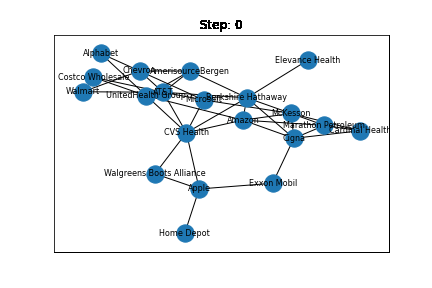 Step: 0
Alphabet
Elevance Health
Chevron
AmerisourceBergen
Costco Wholesale
Walmart
UnitedHealth Group
AT&T
Microsoft
Berkshire Hathaway
McKesson
Amazon
Marathon Petroleum
Cardinal Health
CVS Health
Cigna
Walgreens Boots Alliance
Exxon Mobil
Apple
Home Depot